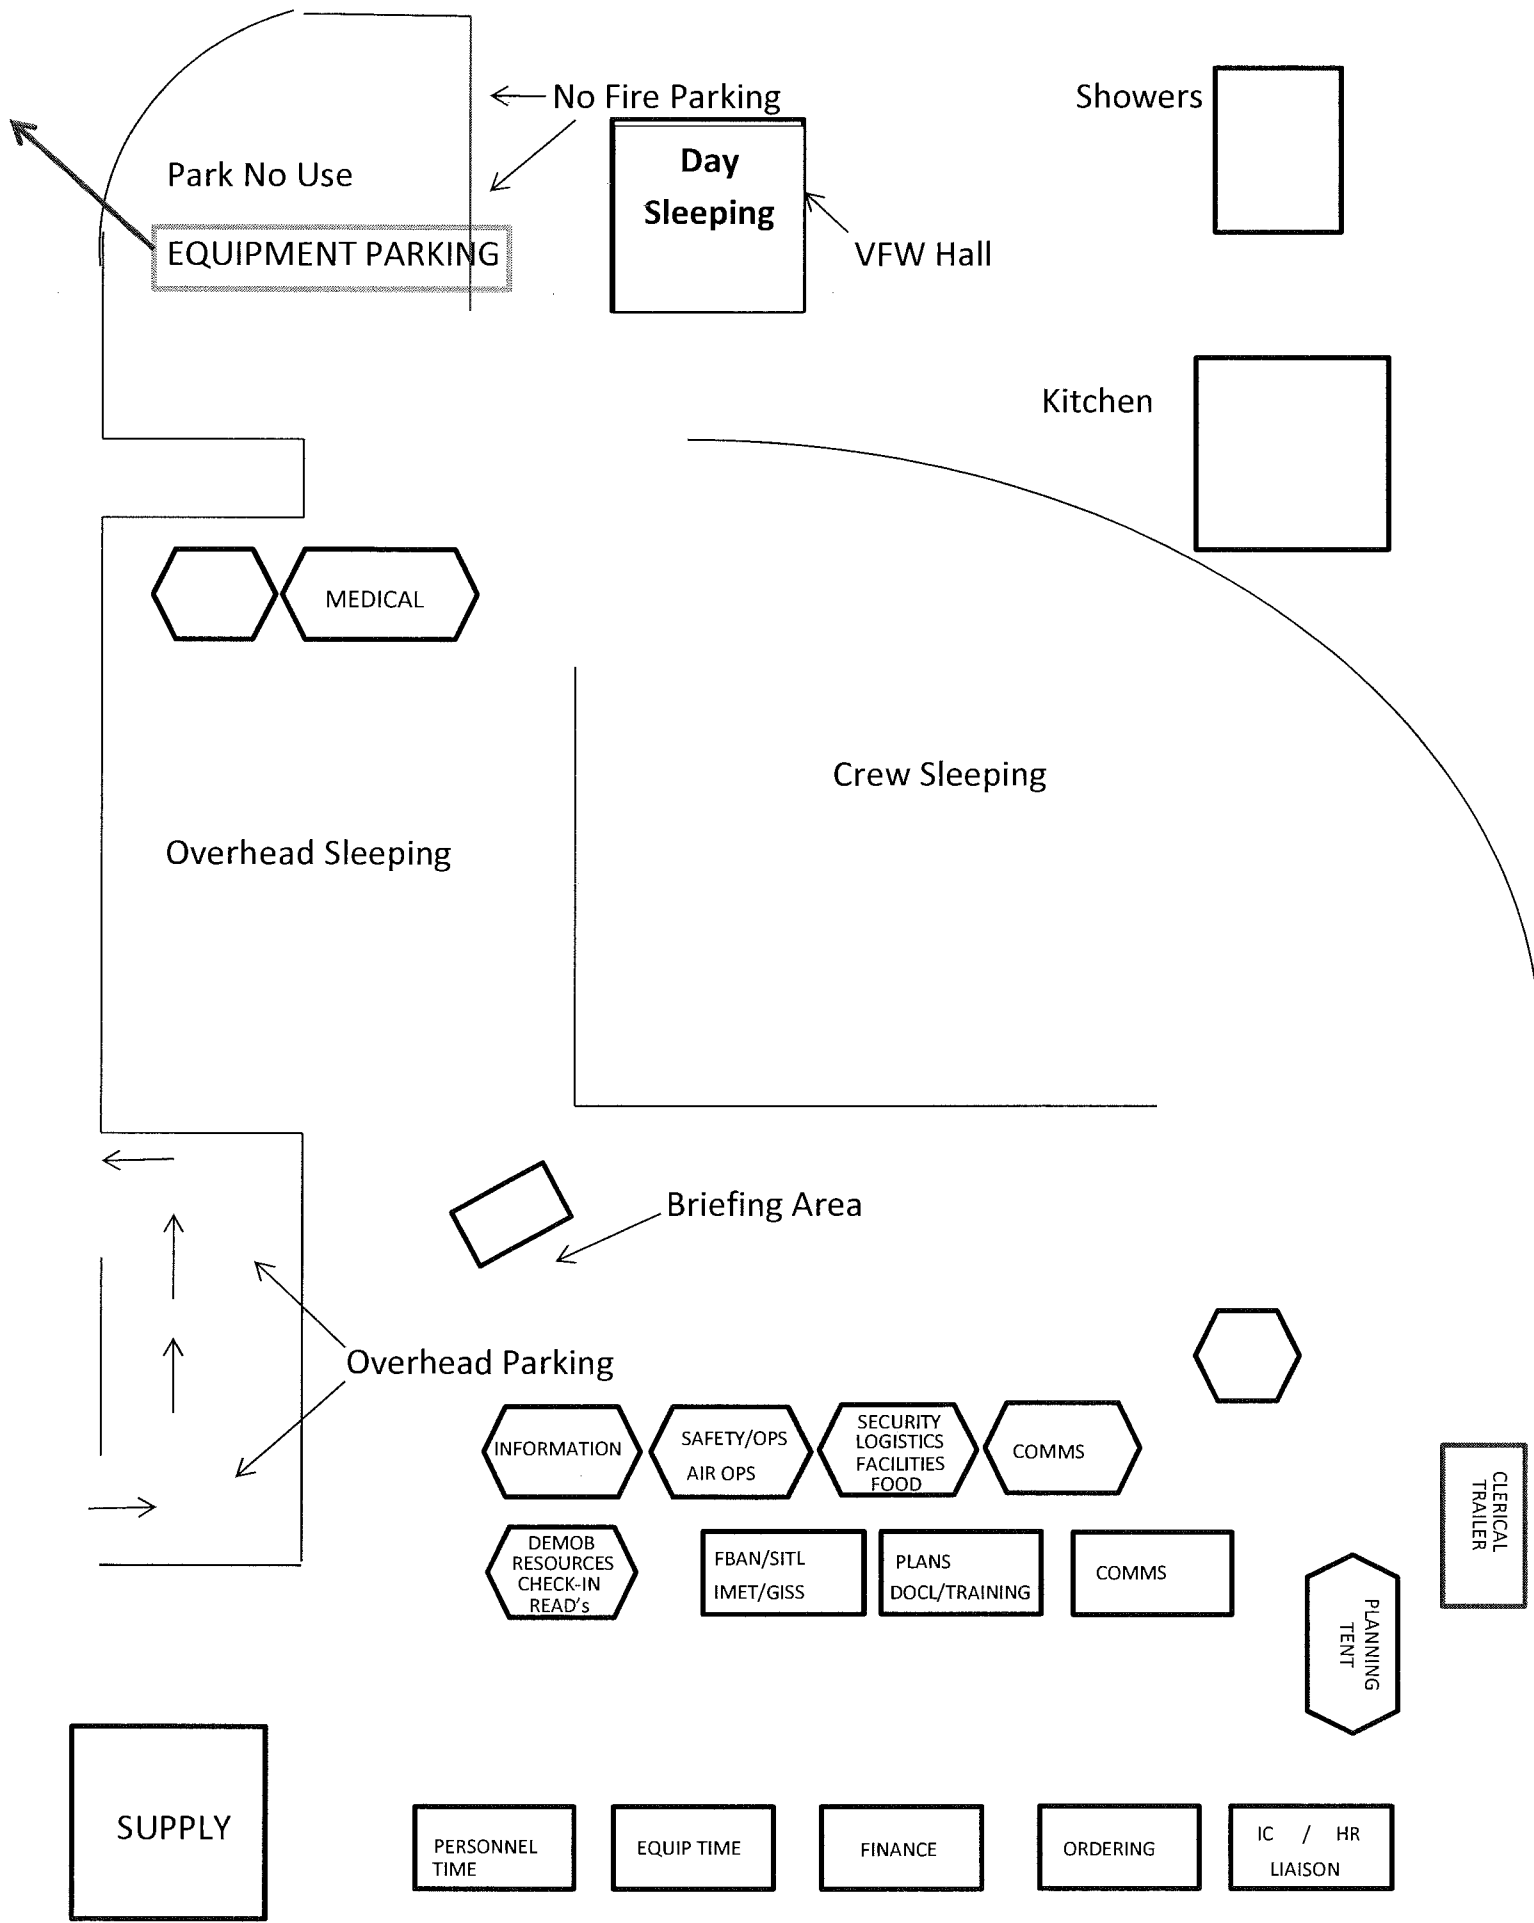 No Fire Parking
Showers
Day
Sleeping
Park No Use
EQUIPMENT PARKING
VFW Hall
Kitchen
MEDICAL
Crew Sleeping
Overhead Sleeping
Briefing Area
Overhead Parking
INFORMATION
SAFETY/OPS
AIR OPS
SECURITY
LOGISTICS
FACILITIES
FOOD
COMMS
CLERICAL
TRAILER
DEMOB
RESOURCES
CHECK-IN
READ's
FBAN/SITL
IMET/GISS
PLANS
DOCL/TRAINING
COMMS
PLANNING
TENT
SUPPLY
PERSONNEL
TIME
EQUIP TIME
FINANCE
ORDERING
IC / HR
LIAISON